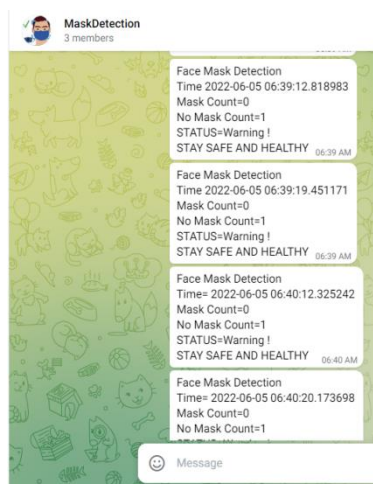 MaskDetection
3 members
Face Mask Detection
Time 2022-06-05 06:39:12.818983
Mask Count=0
No Mask Count=1
STATUS=Warning !
STAY SAFE AND HEALTHY 06:39 AM
Face Mask Detection
Time 2022-06-05 06:39:19.451171
Mask Count=0
No Mask Count=1
STATUS=Warning !
STAY SAFE AND HEALTHY 06:39 AM
Face Mask Detection
Time= 2022-06-05 06:40:12.325242
Mask Count=0
No Mask Count=1
STATUS=Warning !
STAY SAFE AND HEALTHY 06:40 AM
Face Mask Detection
Time= 2022-06-05 06:40:20.173698
Mask Count=0
No Mask Count=1
Message